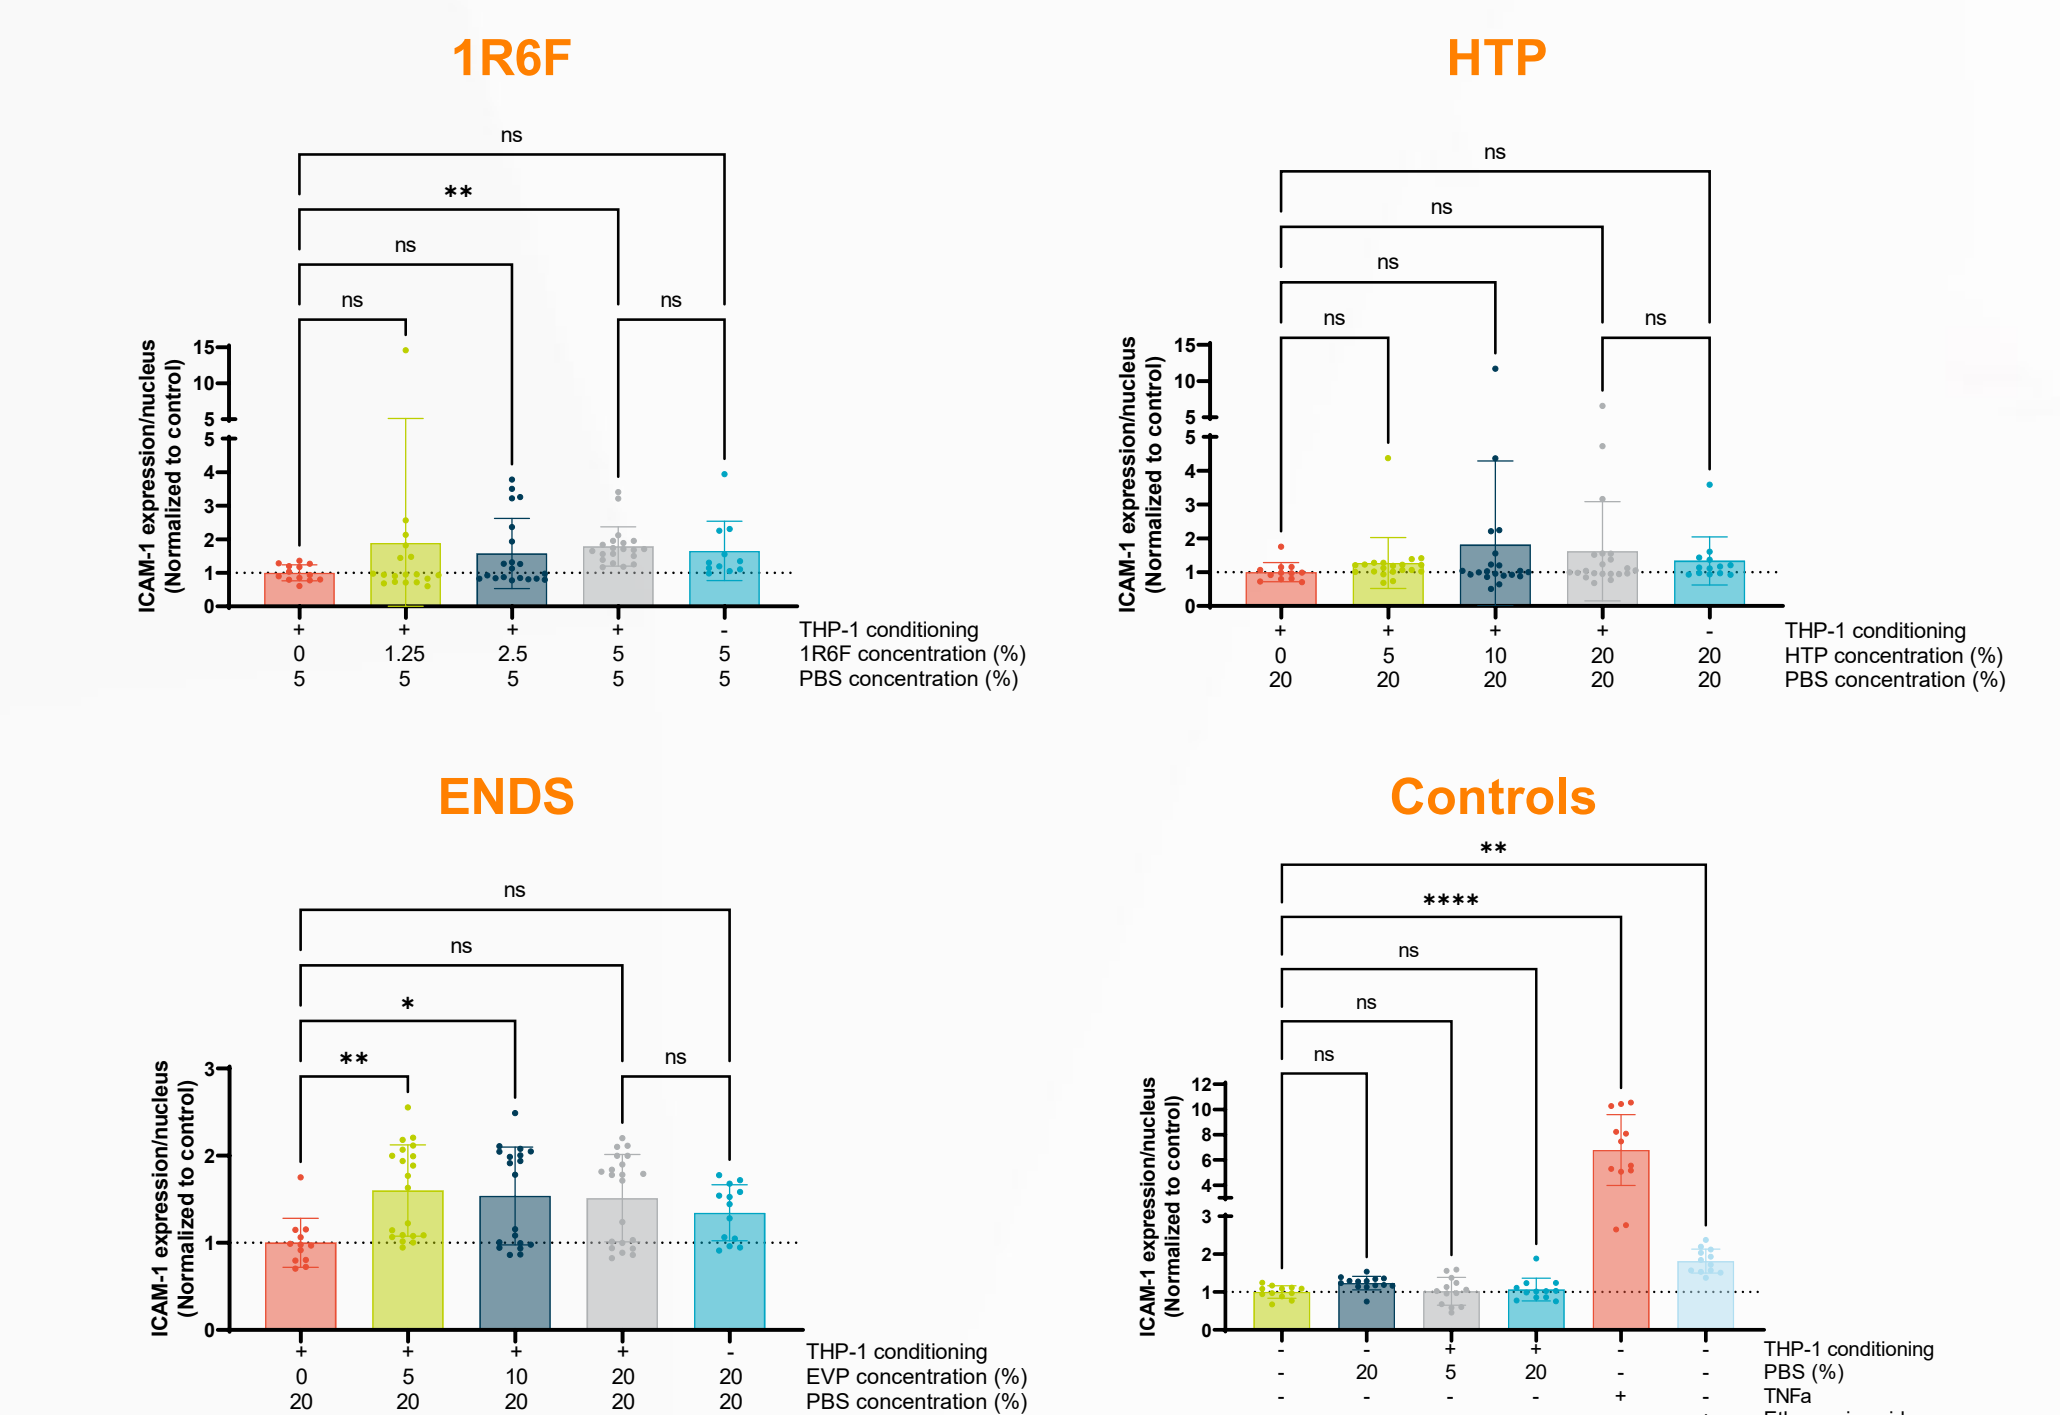 1R6F
ns
**
ns
ns
ns
ICAM-1 expression/nucleus
(Normalized to control)
15
10
5
5
4
3
2
1
0
+ + + + - THP-1 conditioning
0 1.25 2.5 5 5 1R6F concentration (%)
5 5 5 5 5 PBS concentration (%)
HTP
ns
ns
ns
ns
ns
ICAM-1 expression/nucleus
(Normalized to control)
15
10
5
5
4
3
2
1
0
+ + + + - THP-1 conditioning
0 5 10 20 20 HTP concentration (%)
20 20 20 20 20 PBS concentration (%)
ENDS
ns
ns
*
**
ns
ICAM-1 expression/nucleus
(Normalized to control)
3
2
1
0
+ + + + - THP-1 conditioning
0 5 10 20 20 EVP concentration (%)
20 20 20 20 20 PBS concentration (%)
Controls
**
****
ns
ns
ns
ICAM-1 expression/nucleus
(Normalized to control)
12
10
8
6
4
3
2
1
0
- - + + - - THP-1 conditioning
- 20 5 20 - - PBS (%)
- - - - + - TNFa